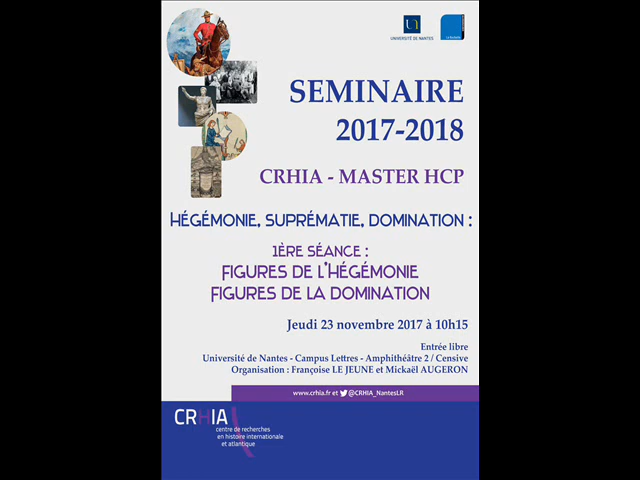 UN
UNIVERSITÉ DE NANTES
SEMINAIRE
2017-2018
CRHIA - MASTER HCP
HÉGÉMONIE, SUPRÉMATIE, DOMINATION :
1ÈRE SÉANCE :
FIGURES DE L'HÉGÉMONIE
FIGURES DE LA DOMINATION
Jeudi 23 novembre 2017 à 10h15
Entrée libre
Université de Nantes - Campus Lettres - Amphithéâtre 2 / Censive
Organisation : Françoise LE JEUNE et Mickaël AUGERON
www.crhia.fr et @CRHIA_NantesLR
CRHIA
centre de recherches
en histoire internationale
et atlantique